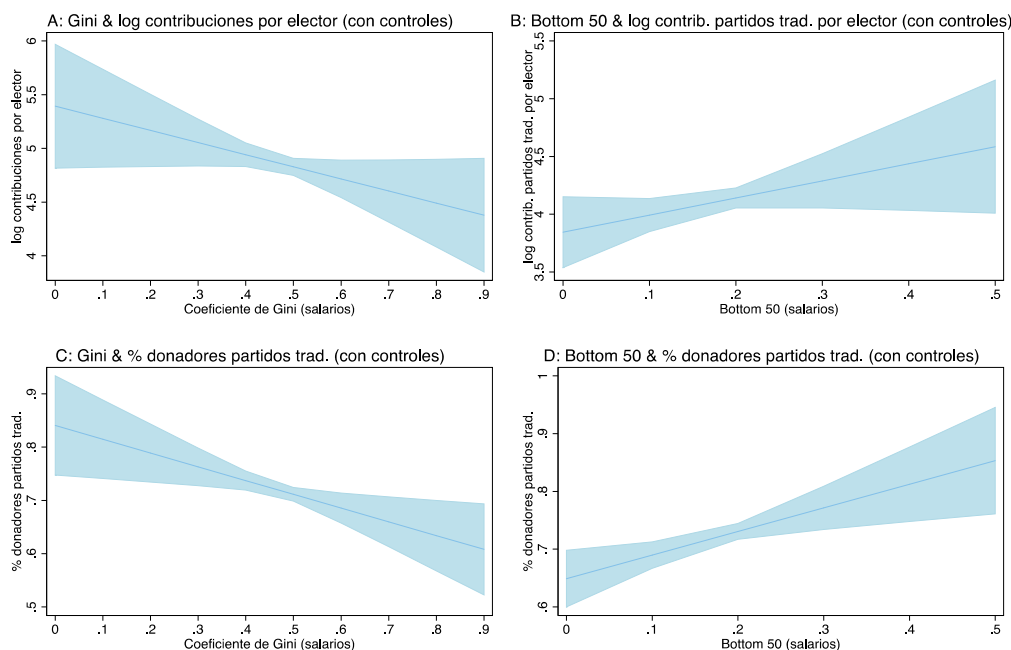 A: Gini & log contribuciones por elector (con controles)
log contribuciones por elector
6
5.5
5
4.5
4
0 .1 .2 .3 .4 .5 .6 .7 .8 .9
Coeficiente de Gini (salarios)
B: Bottom 50 & log contrib. partidos trad. por elector (con controles)
log contrib. partidos trad. por elector
5.5
5
4.5
4
3.5
0 .1 .2 .3 .4 .5
Bottom 50 (salarios)
C: Gini & % donadores partidos trad. (con controles)
% donadores partidos trad.
.9
.8
.7
.6
.5
0 .1 .2 .3 .4 .5 .6 .7 .8 .9
Coeficiente de Gini (salarios)
D: Bottom 50 & % donadores partidos trad. (con controles)
% donadores partidos trad.
1
.9
.8
.7
.6
0 .1 .2 .3 .4 .5
Bottom 50 (salarios)